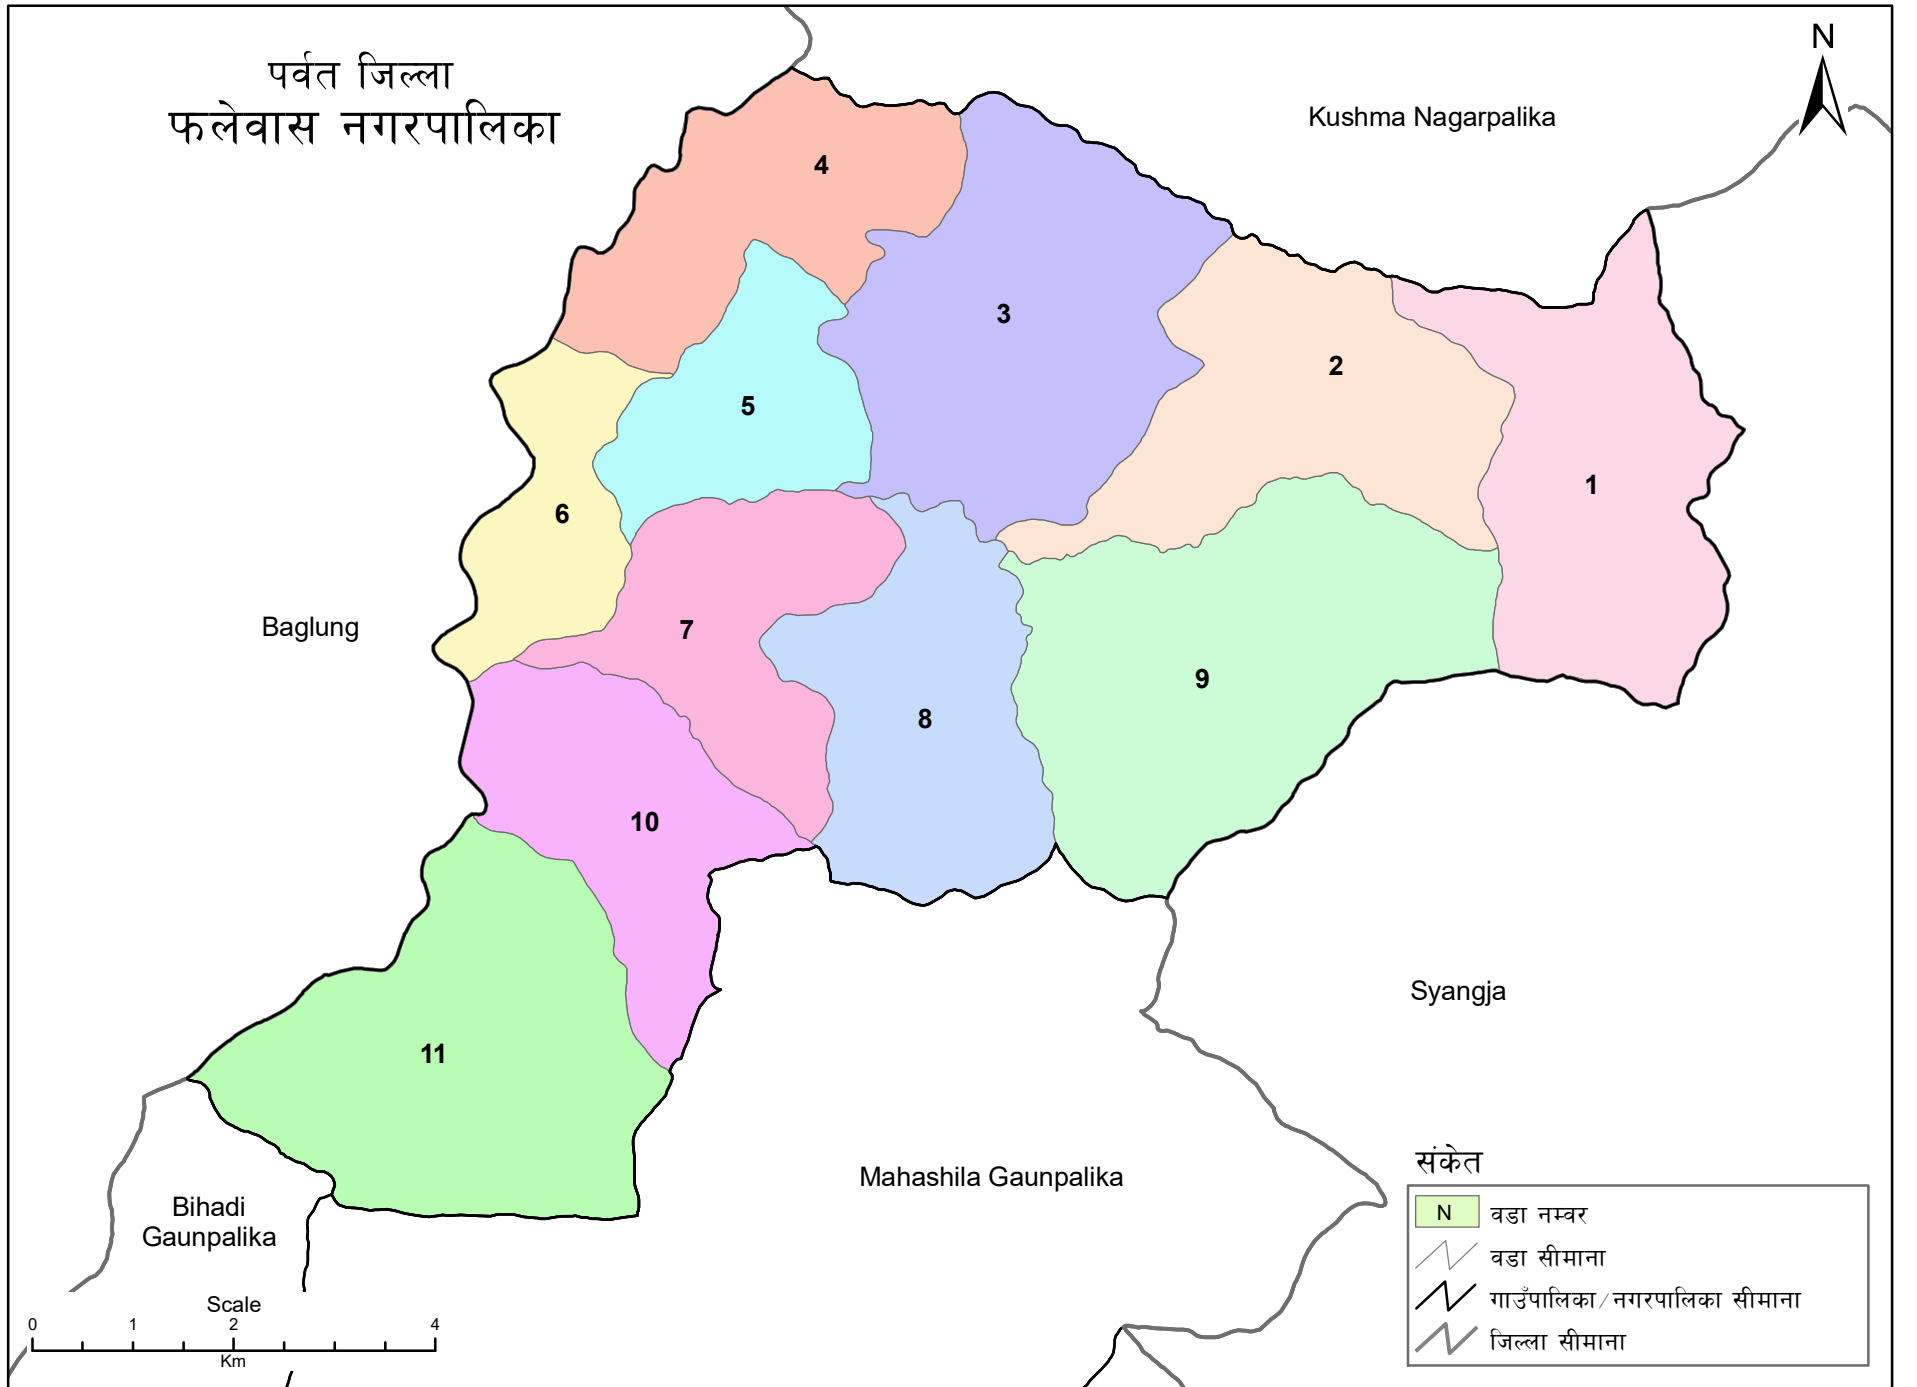 पर्वत जिल्ला
फलेवास नगरपालिका
N
Kushma Nagarpalika
4
3
2
5
1
6
Baglung
7
9
8
10
Syangja
11
Mahashila Gaunpalika
Bihadi
Gaunpalika
Scale
0 1 2 4
Km
संकेत
N वडा नम्वर
वडा सीमाना
गाउँपालिका/नगरपालिका सीमाना
जिल्ला सीमाना